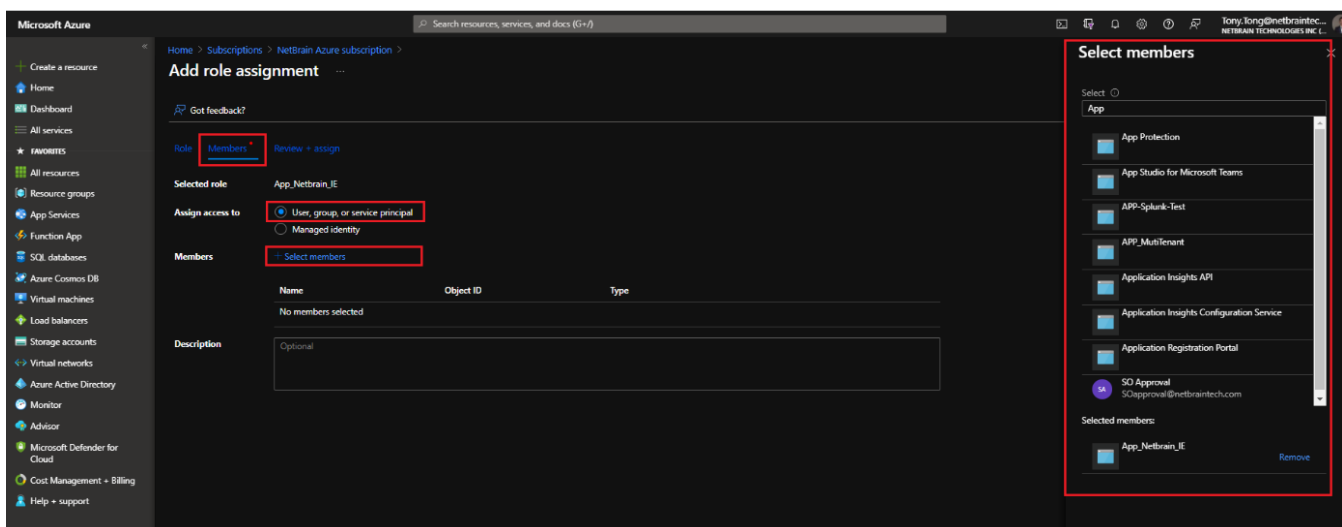 Microsoft Azure
Search resources, services, and docs (G+/)
Tony.Tong@netbraintec...
NETBRAIN TECHNOLOGIES INC (...
«
Create a resource
Home
Dashboard
All services
FAVORITES
All resources
Resource groups
App Services
Function App
SQL databases
Azure Cosmos DB
Virtual machines
Load balancers
Storage accounts
Virtual networks
Azure Active Directory
Monitor
Advisor
Microsoft Defender for
Cloud
Cost Management + Billing
Help + support
Home > Subscriptions > NetBrain Azure subscription >
Add role assignment ...
Got feedback?
Role Members * Review + assign
Selected role App_Netbrain_IE
Assign access to User, group, or service principal
Managed identity
Members + Select members
Name Object ID Type
No members selected
Description Optional
Select members
Select
App
App Protection
App Studio for Microsoft Teams
APP-Splunk-Test
APP_MutiTenant
Application Insights API
Application Insights Configuration Service
Application Registration Portal
SA
SO Approval
SOapproval@netbraintech.com
Selected members:
App_Netbrain_IE
Remove